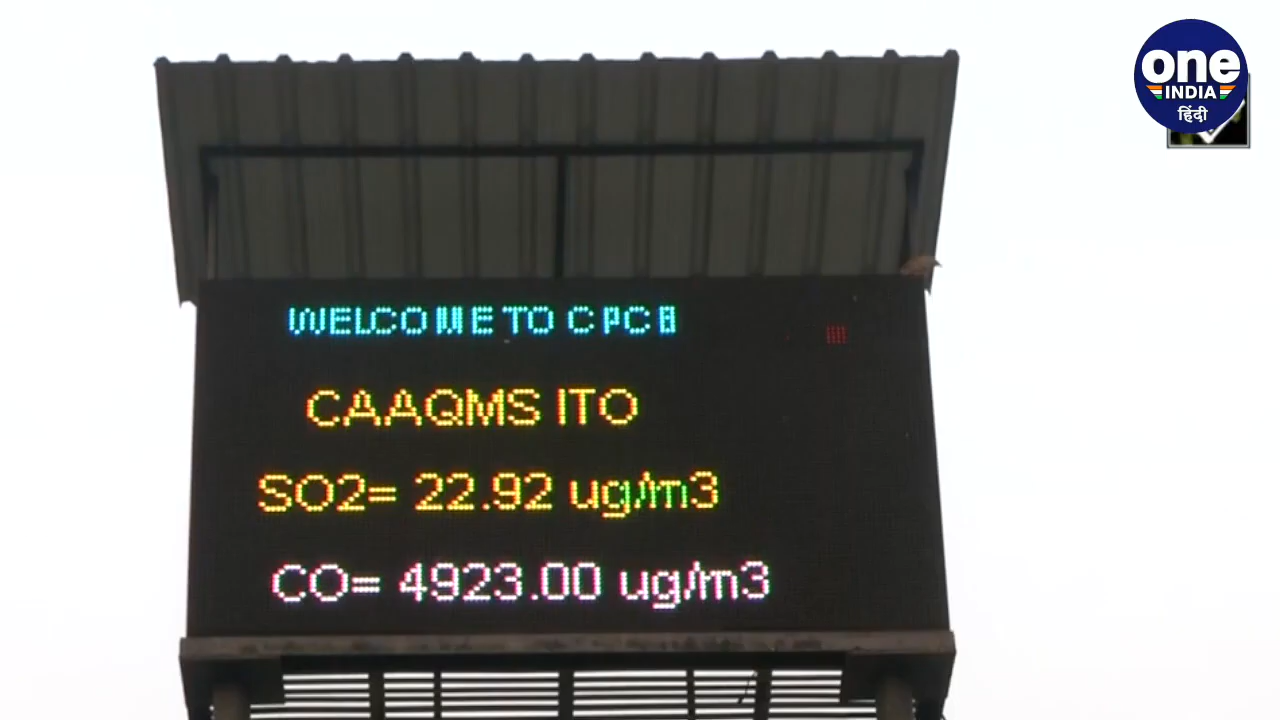 one
INDIA
हिंदी
WELCOME TO CPCB
CAAQMS ITO
SO2= 22.92 ug/m3
CO= 4923.00 ug/m3